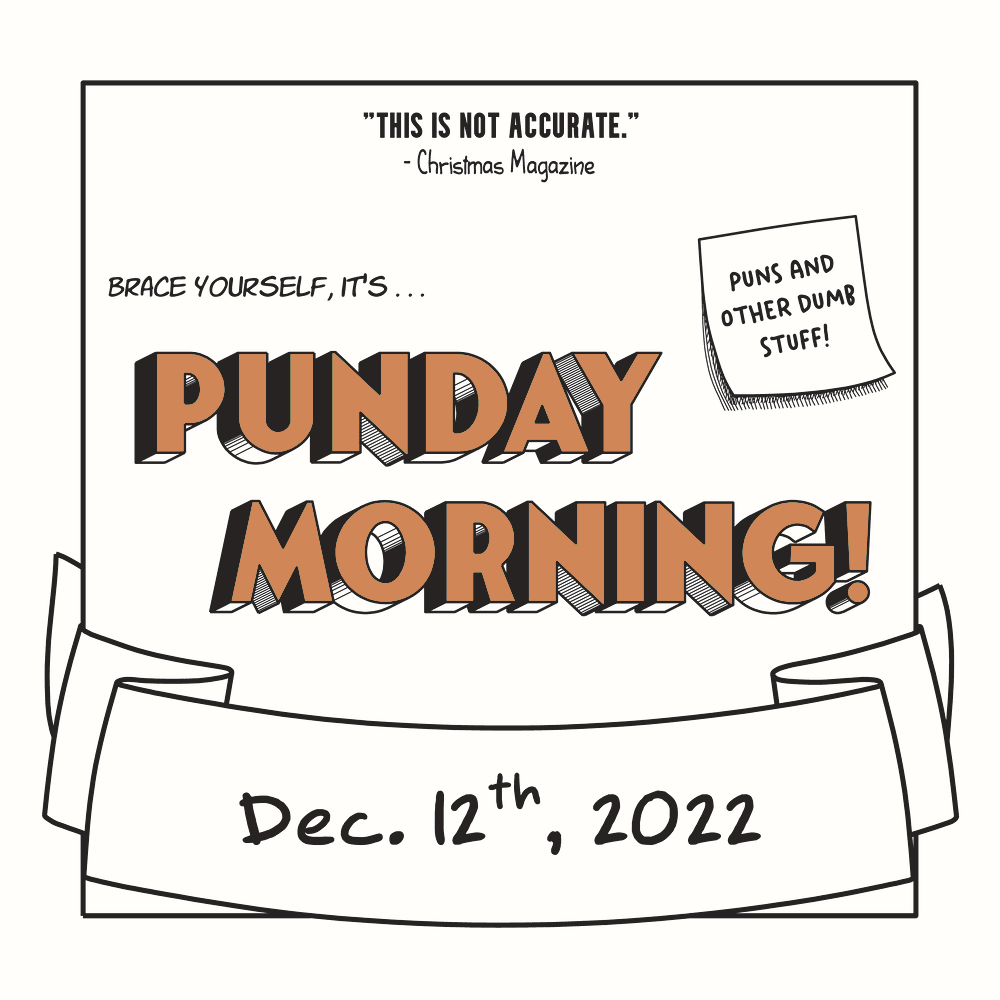 ”THIS IS NOT ACCURATE.”
- Christmas Magazine
BRACE YOURSELF, IT'S . . .
PUNS AND
OTHER DUMB
STUFF!
PUNDAY
MORNING!
Dec. 12th, 2022